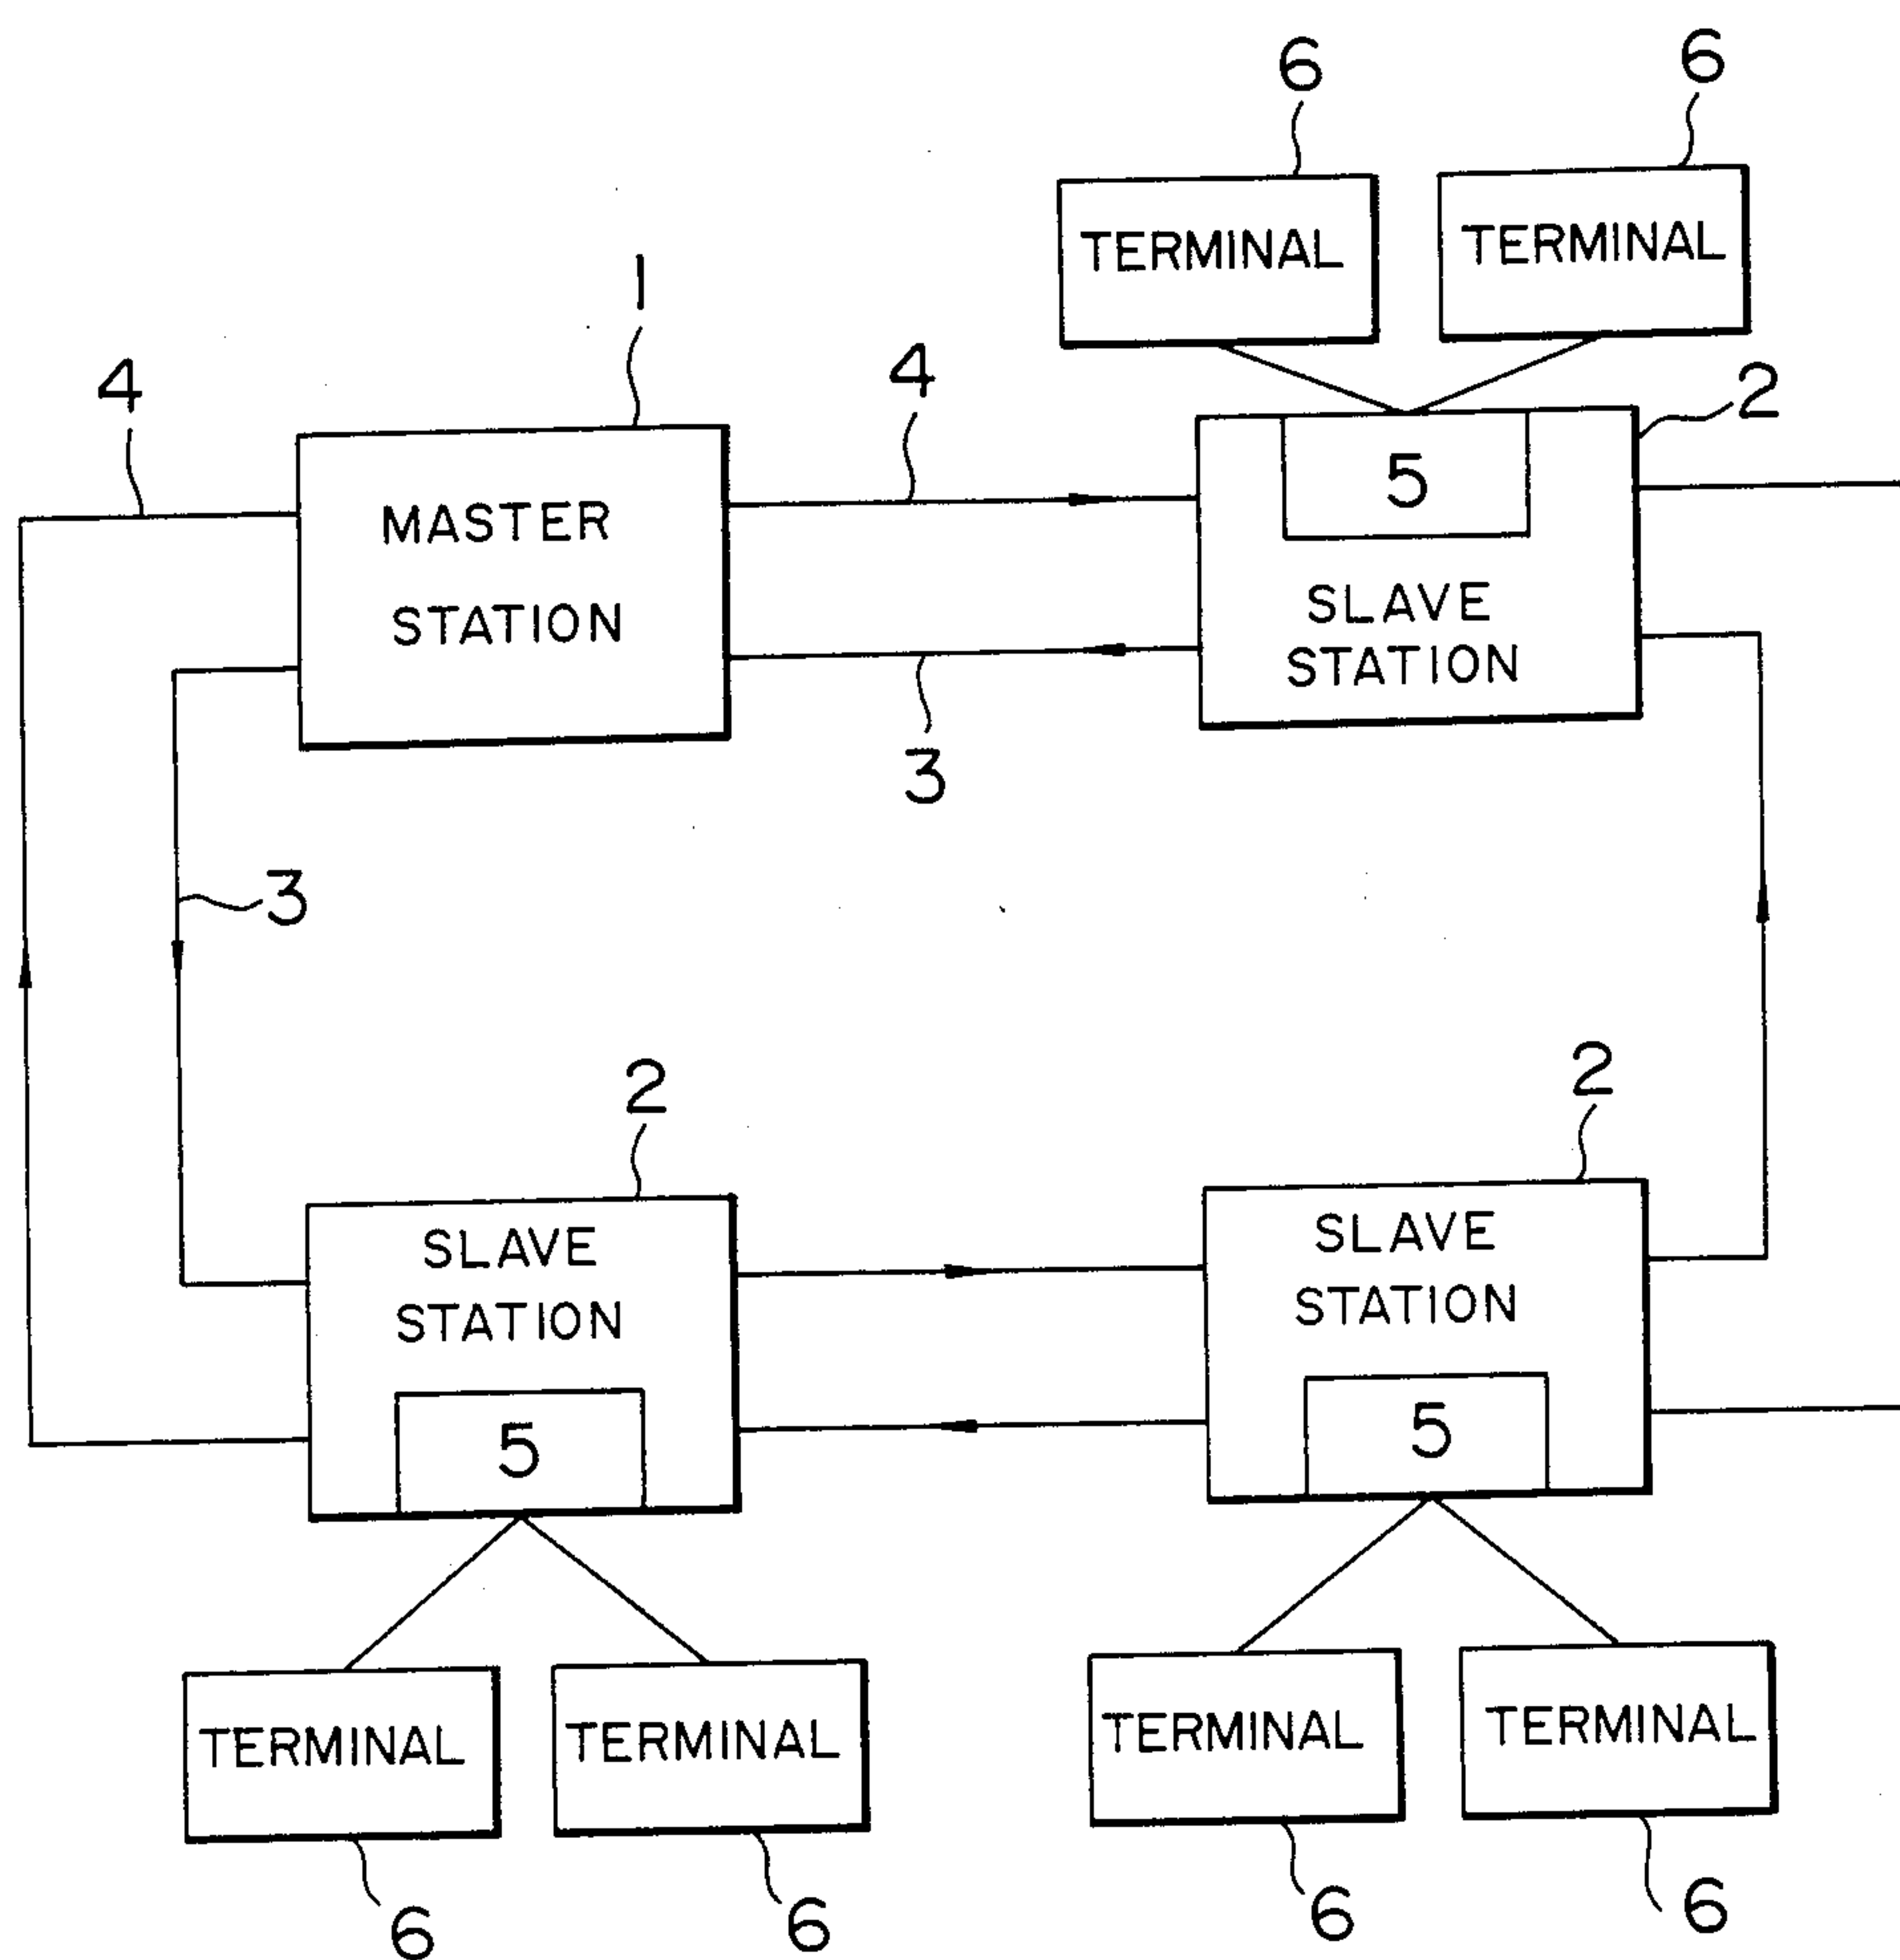 6
6
TERMINAL
TERMINAL
1
4
4
2
MASTER
STATION
5
SLAVE
STATION
3
3
2
2
SLAVE
STATION
5
SLAVE
STATION
5
TERMINAL
TERMINAL
TERMINAL
TERMINAL
6
6
6
6